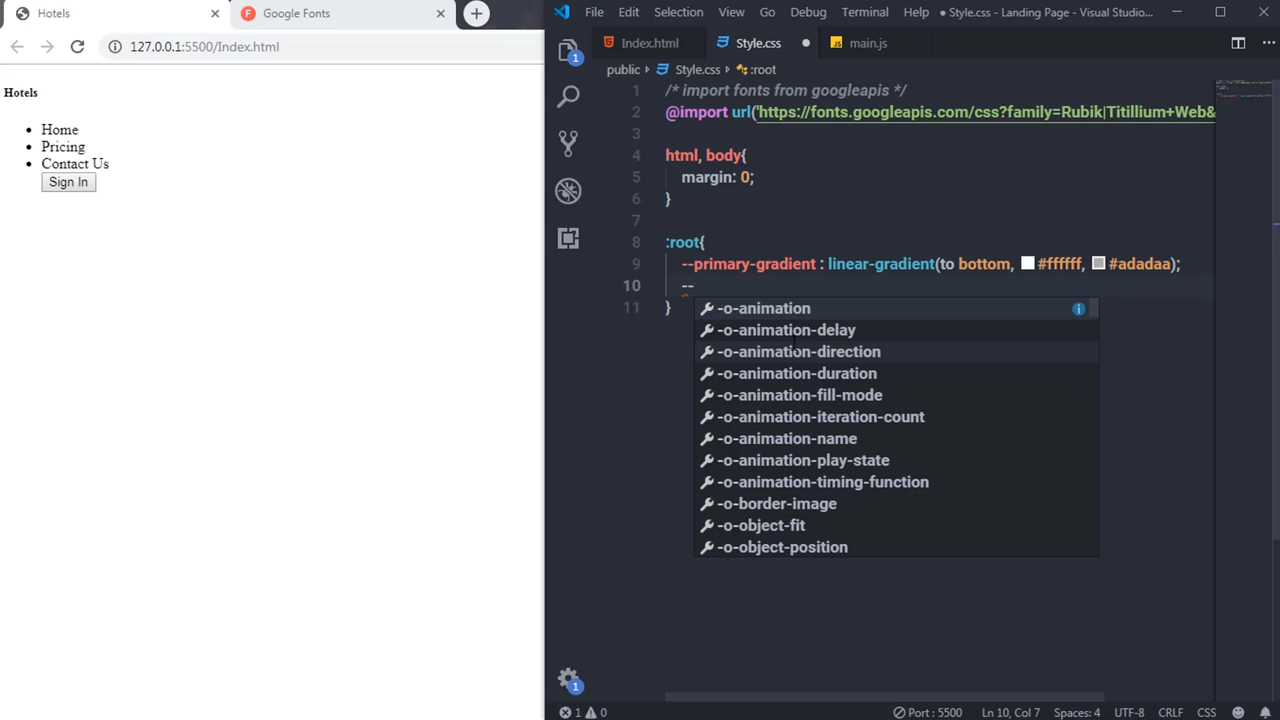 Hotels
Google Fonts
127.0.0.1:5500/Index.html
Hotels
Home
Pricing
Contact Us
Sign In
File Edit Selection View Go Debug Terminal Help
● Style.css - Landing Page - Visual Studio...
Index.html
Style.css
JS main.js
public > Style.css > :root
1 /* import fonts from googleapis */
2 @import url('https://fonts.googleapis.com/css?family=Rubik|Titillium+Web&
3
4 html, body{
5 margin: 0;
6 }
7
8 :root{
9 --primary-gradient : linear-gradient(to bottom, #ffffff, #adadaa);
10 --
11 }
-o-animation
-o-animation-delay
-o-animation-direction
-o-animation-duration
-o-animation-fill-mode
-o-animation-iteration-count
-o-animation-name
-o-animation-play-state
-o-animation-timing-function
-o-border-image
-o-object-fit
-o-object-position
1
1
1 0 Port : 5500 Ln 10, Col 7 Spaces: 4 UTF-8 CRLF CSS